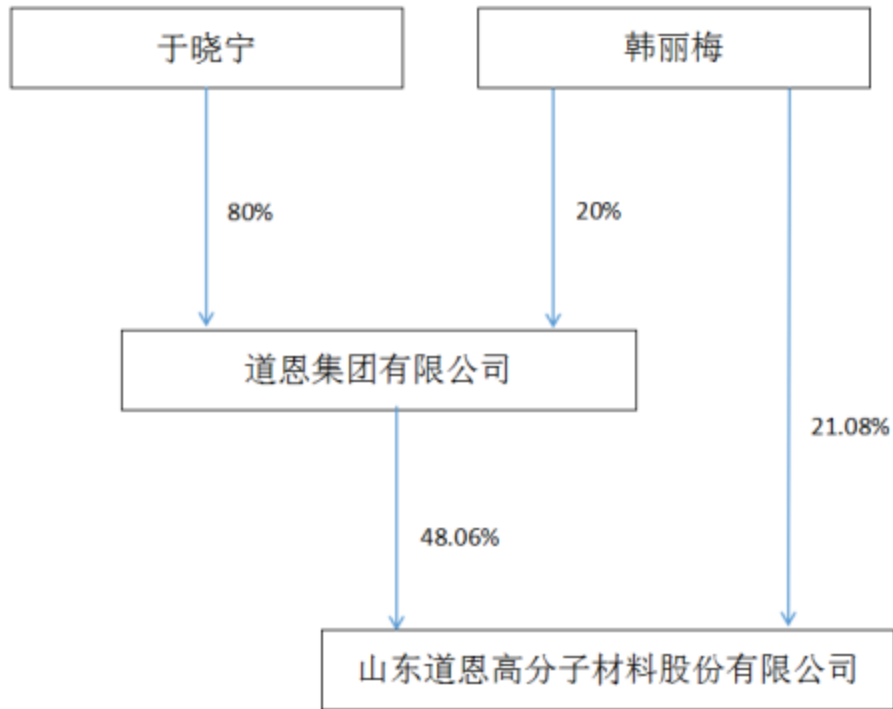 于晓宁
韩丽梅
80%
20%
道恩集团有限公司
21.08%
48.06%
山东道恩高分子材料股份有限公司